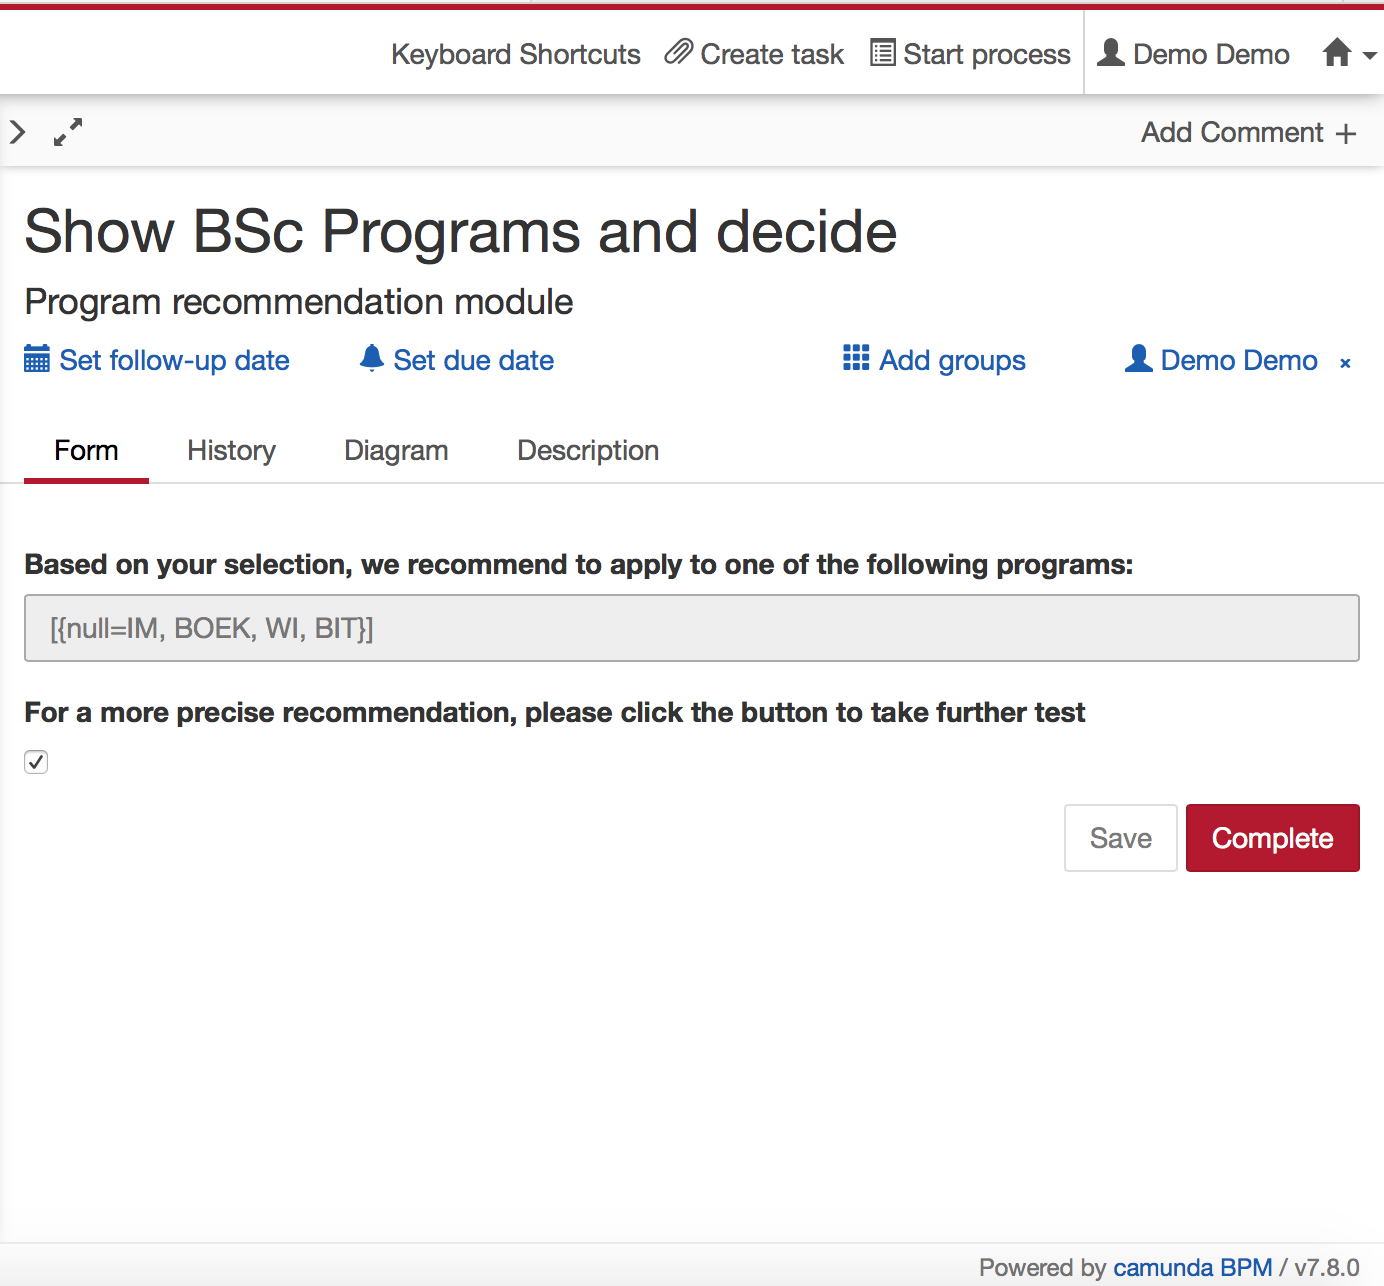 Keyboard Shortcuts Create task Start process Demo Demo
Add Comment +
Show BSc Programs and decide
Program recommendation module
Set follow-up date Set due date Add groups Demo Demo ×
Form History Diagram Description
Based on your selection, we recommend to apply to one of the following programs:
[{null=IM, BOEK, WI, BIT}]
For a more precise recommendation, please click the button to take further test
Save Complete
Powered by camunda BPM / v7.8.0